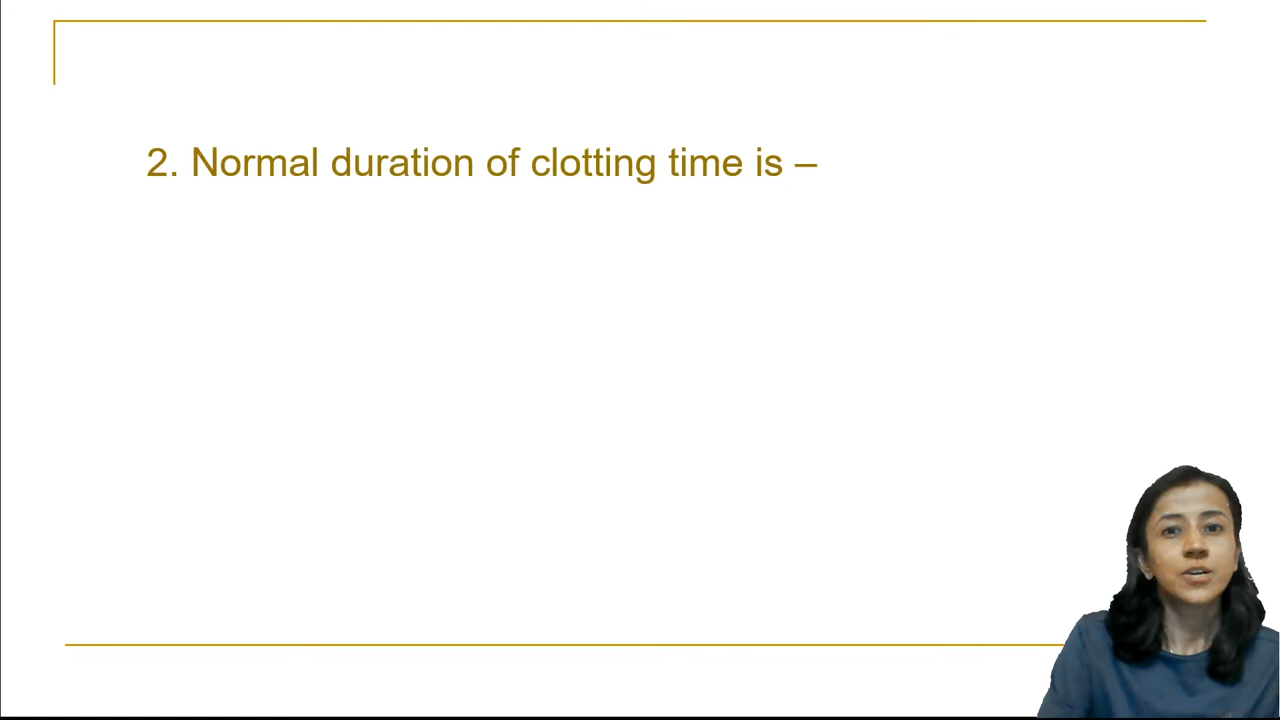 2. Normal duration of clotting time is –